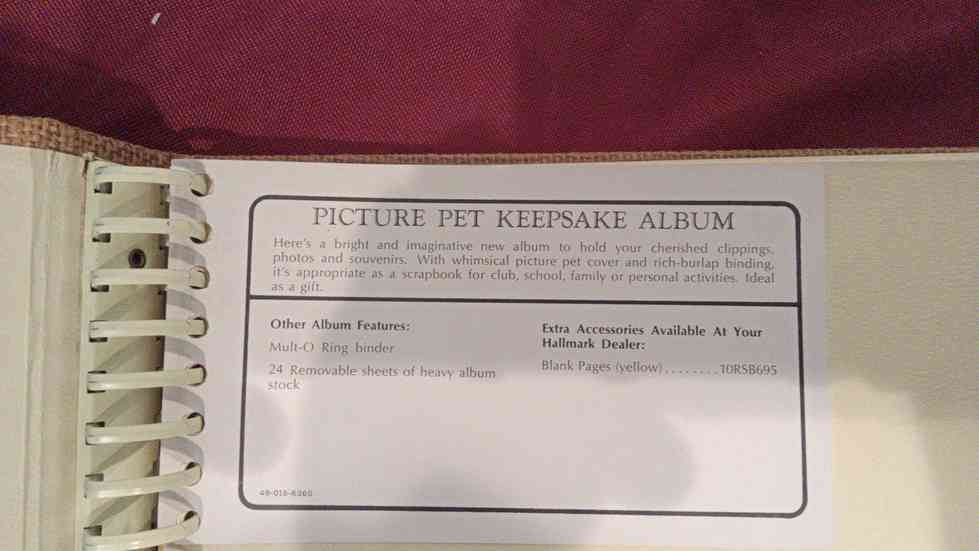 PICTURE PET KEEPSAKE ALBUM
Here's a bright and imaginative new album to hold your cherished clippings,
photos and souvenirs. With whimsical picture pet cover and rich-burlap binding,
it's appropriate as a scrapbook for club, school, family or personal activities. Ideal
as a gift.
Other Album Features:
Mult-O Ring binder
24 Removable sheets of heavy album
stock
Extra Accessories Available At Your
Hallmark Dealer:
Blank Pages (yellow)........10RSB695